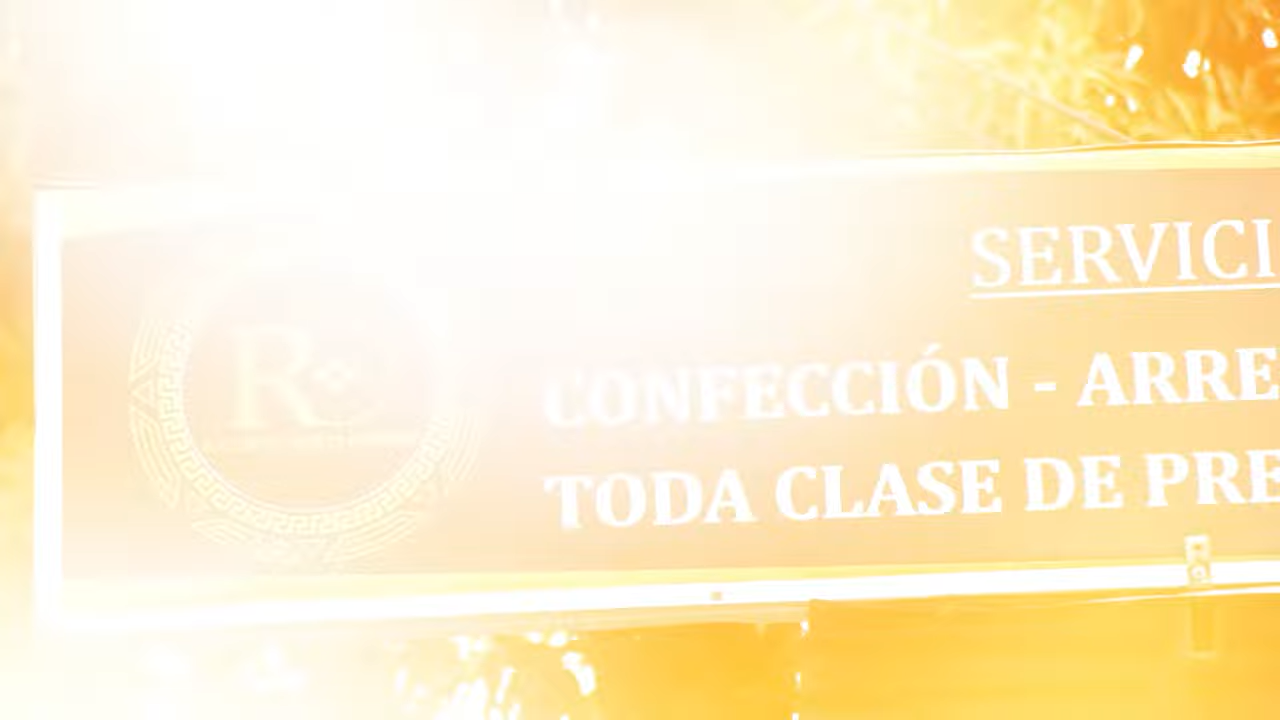 SERVICI
R
CONFECCIÓN - ARRE
TODA CLASE DE PRE